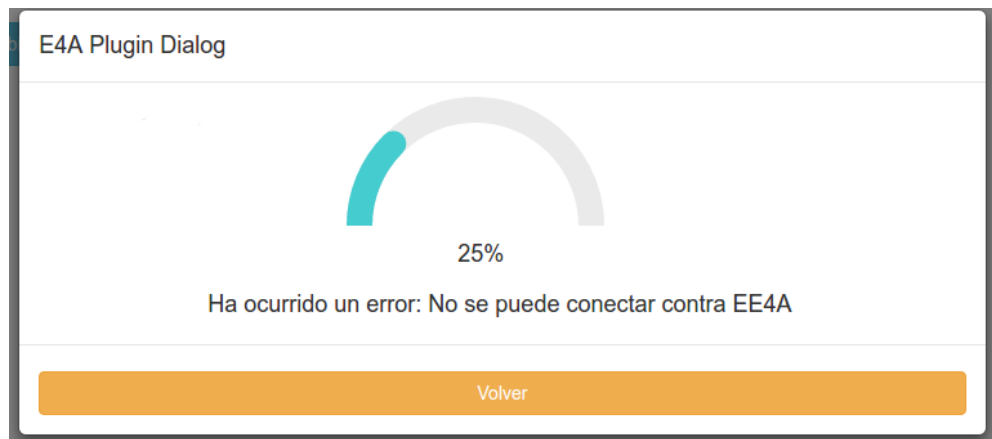 E4A Plugin Dialog
25%
Ha ocurrido un error: No se puede conectar contra EE4A
Volver